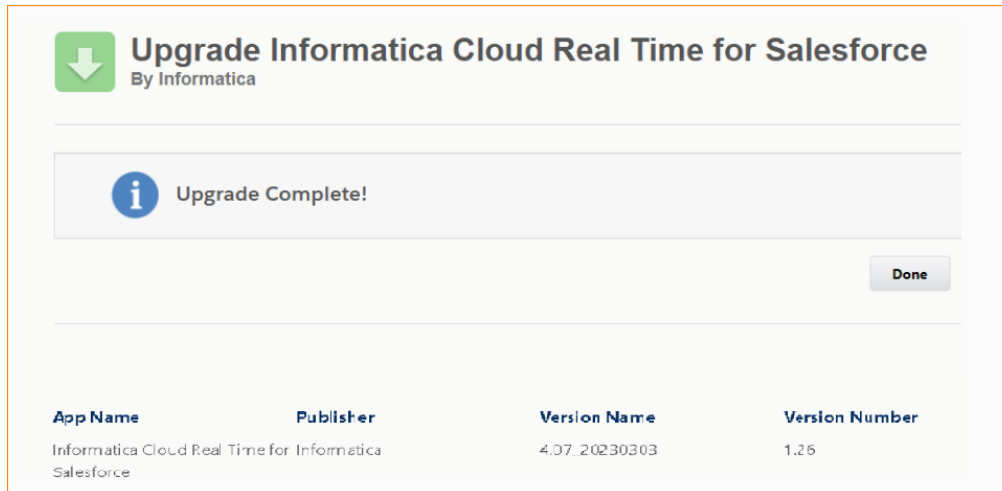 Upgrade Informatica Cloud Real Time for Salesforce
By Informatica
i
Upgrade Complete!
Done
App Name Publisher Version Name Version Number
Informatica Cloud Real Time for Informatica 4.07_20230303 1.26
Salesforce